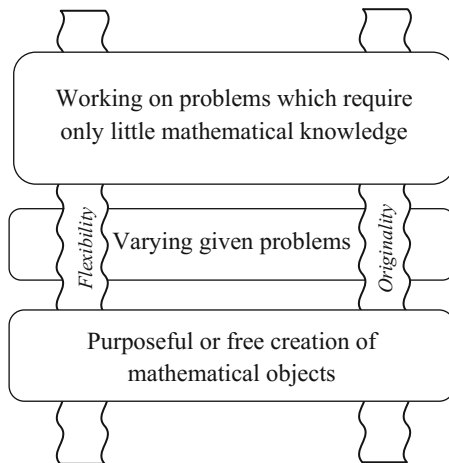 Working on problems which require
only little mathematical knowledge
Flexibility
Varying given problems
Originality
Purposeful or free creation of
mathematical objects